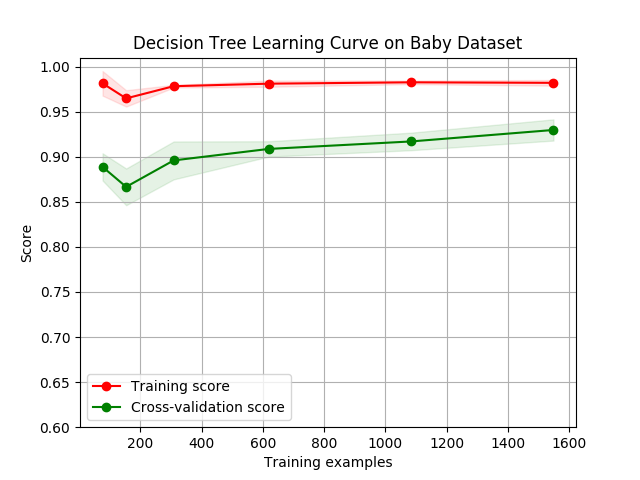 Decision Tree Learning Curve on Baby Dataset
1.00
0.95
0.90
0.85
0.80
0.75
0.70
0.65
0.60
Score
Training score
Cross-validation score
200 400 600 800 1000 1200 1400 1600
Training examples